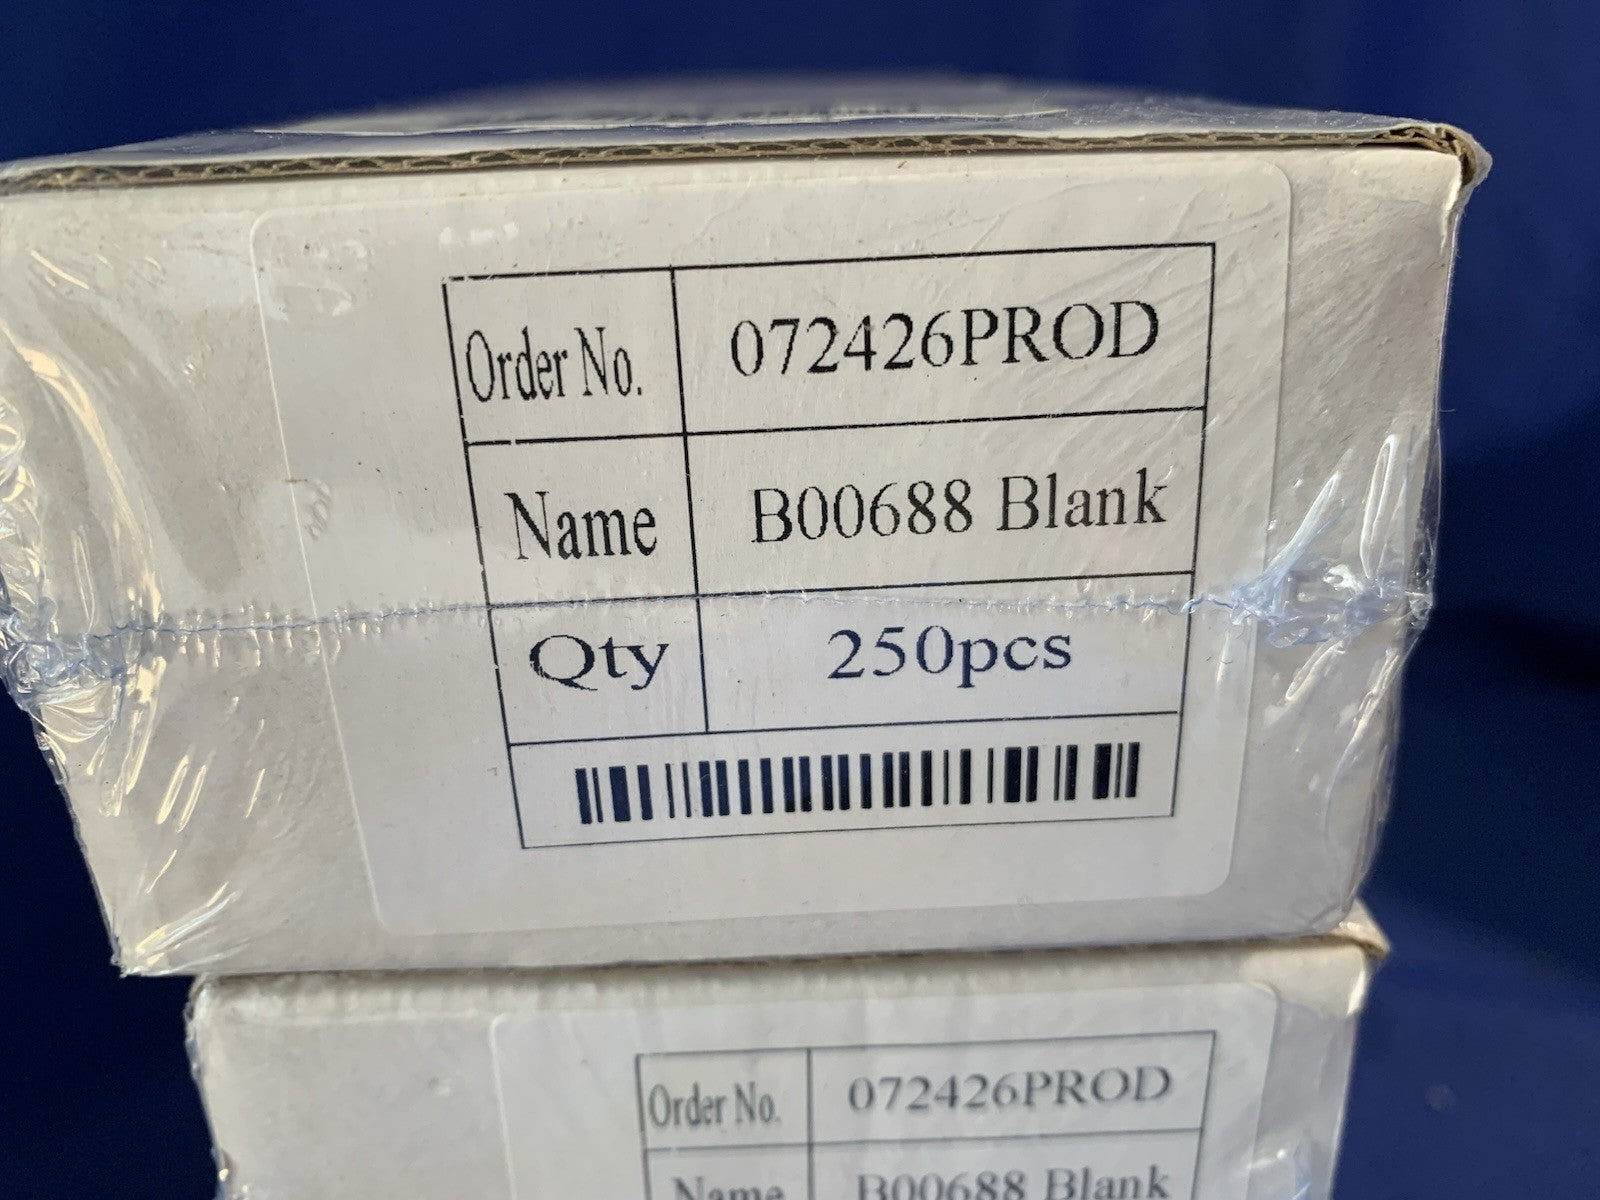 Order No. 072426PROD
Name B00688 Blank
Qty 250pcs
Order No. 072426PROD
Name B00688 Blank